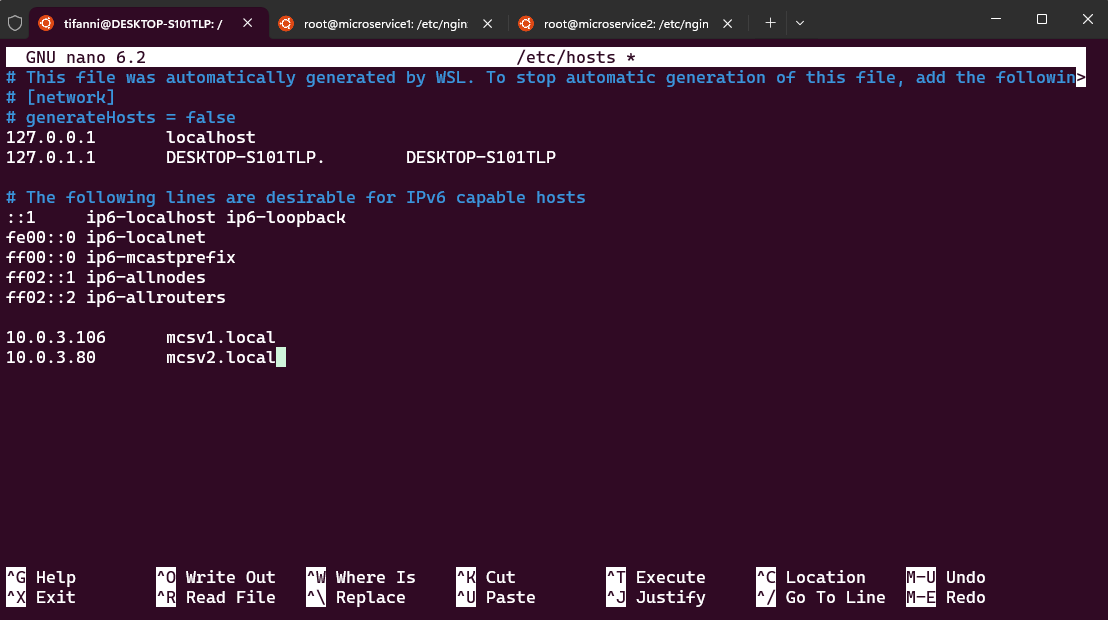 tifanni@DESKTOP-S101TLP: /
root@microservice1: /etc/ngin
root@microservice2: /etc/ngin
GNU nano 6.2 /etc/hosts *
# This file was automatically generated by WSL. To stop automatic generation of this file, add the followin>
# [network]
# generateHosts = false
127.0.0.1 localhost
127.0.1.1 DESKTOP-S101TLP. DESKTOP-S101TLP
# The following lines are desirable for IPv6 capable hosts
::1 ip6-localhost ip6-loopback
fe00::0 ip6-localnet
ff00::0 ip6-mcastprefix
ff02::1 ip6-allnodes
ff02::2 ip6-allrouters
10.0.3.106 mcsv1.local
10.0.3.80 mcsv2.local
^G Help ^O Write Out ^W Where Is ^K Cut ^T Execute ^C Location M-U Undo
^X Exit ^R Read File ^\ Replace ^U Paste ^J Justify ^/ Go To Line M-E Redo